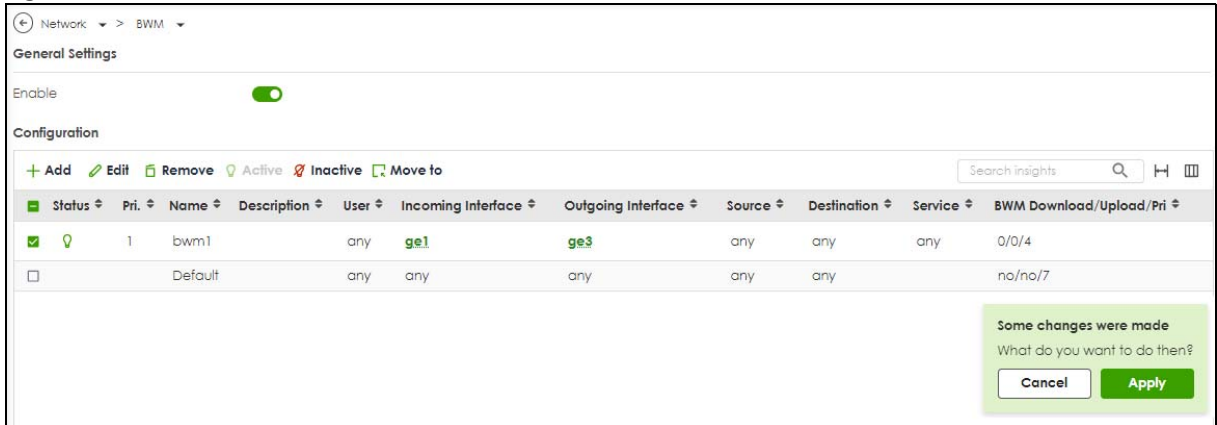 Network > BWM
General Settings
Enable
Configuration
+ Add Edit Remove Active Inactive Move to Search insights
Status Pri. Name Description User Incoming Interface Outgoing Interface Source Destination Service BWM Download/Upload/Pri
1 bwm1 any ge1 ge3 any any any 0/0/4
Default any any any any any no/no/7
Some changes were made
What do you want to do then?
Cancel Apply